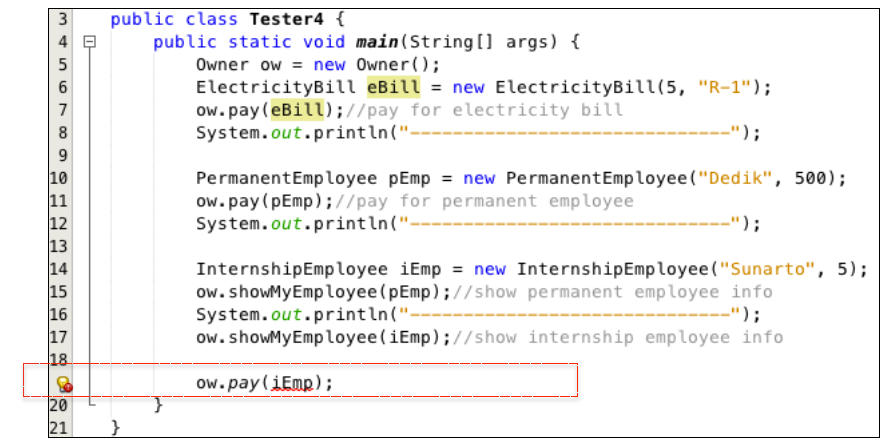 3 public class Tester4 {
4 public static void main(String[] args) {
5 Owner ow = new Owner();
6 ElectricityBill eBill = new ElectricityBill(5, "R-1");
7 ow.pay(eBill);//pay for electricity bill
8 System.out.println("------------------------------");
9
10 PermanentEmployee pEmp = new PermanentEmployee("Dedik", 500);
11 ow.pay(pEmp);//pay for permanent employee
12 System.out.println("------------------------------");
13
14 InternshipEmployee iEmp = new InternshipEmployee("Sunarto", 5);
15 ow.showMyEmployee(pEmp);//show permanent employee info
16 System.out.println("------------------------------");
17 ow.showMyEmployee(iEmp);//show internship employee info
18
ow.pay(iEmp);
20 }
21 }